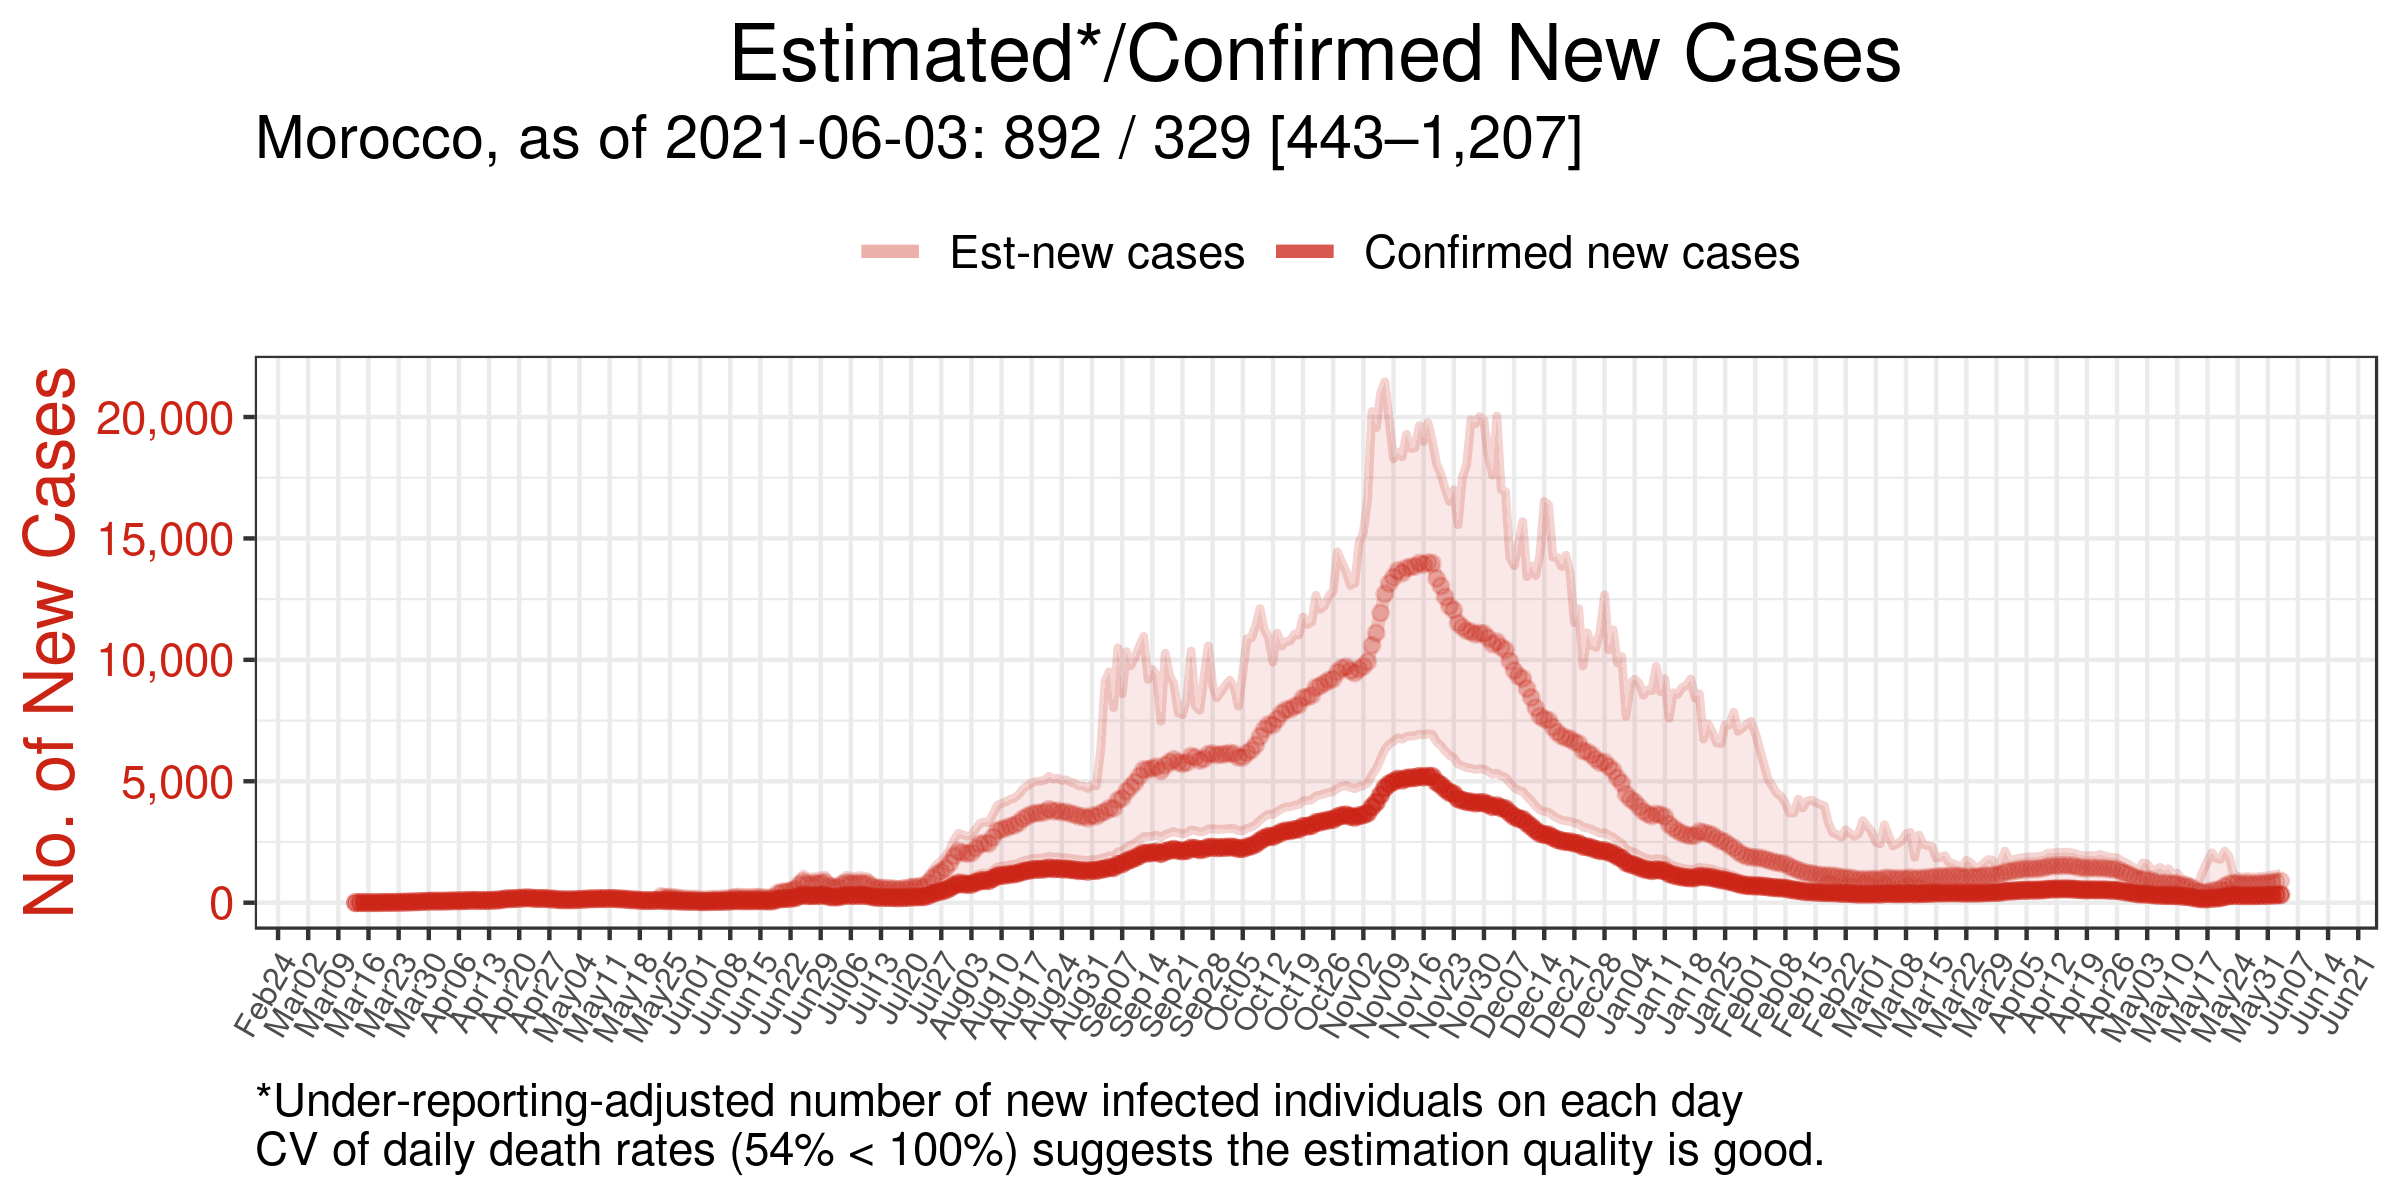 Estimated*/Confirmed New Cases
Morocco, as of 2021-06-03: 892 / 329 [443–1,207]
Est-new cases Confirmed new cases
No. of New Cases
20,000
15,000
10,000
5,000
0
Feb24 Mar02 Mar09 Mar16 Mar23 Mar30 Apr06 Apr13 Apr20 Apr27 May04 May11 May18 May25 Jun01 Jun08 Jun15 Jun22 Jun29 Jul06 Jul13 Jul20 Jul27 Aug03 Aug10 Aug17 Aug24 Aug31 Sep07 Sep14 Sep21 Sep28 Oct05 Oct12 Oct19 Oct26 Nov02 Nov09 Nov16 Nov23 Nov30 Dec07 Dec14 Dec21 Dec28 Jan04 Jan11 Jan18 Jan25 Feb01 Feb08 Feb15 Feb22 Mar01 Mar08 Mar15 Mar22 Mar29 Apr05 Apr12 Apr19 Apr26 May03 May10 May17 May24 May31 Jun07 Jun14 Jun21
*Under-reporting-adjusted number of new infected individuals on each day
CV of daily death rates (54% < 100%) suggests the estimation quality is good.